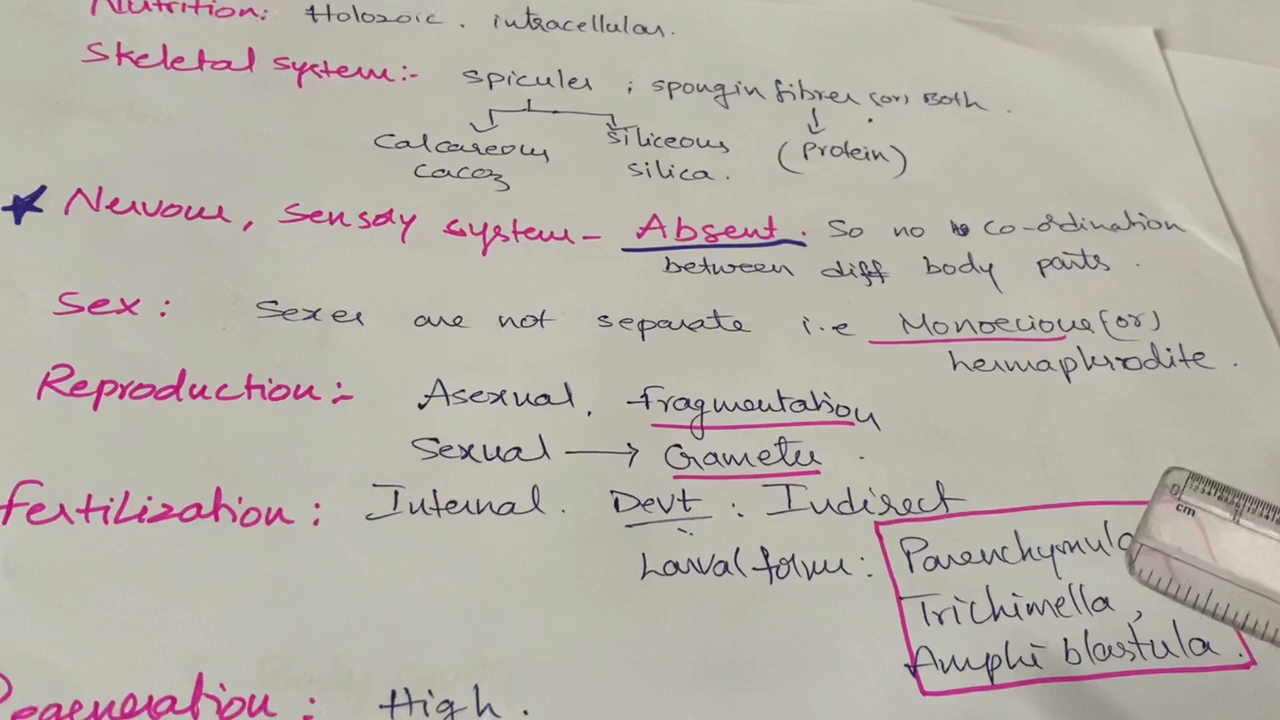 Nutrition: Holozoic. intracellular.
Skeletal system:- spicules ; spongin fibres (or) Both.
Calcareous siliceous (Protein)
CaCO3 silica.
Nervous, sensory system - Absent. So no co-ordination
between diff body parts.
Sex: Sexes are not separate i.e Monoecious (or)
hermaphrodite.
Reproduction:- Asexual, Fragmentation
Sexual → Gametes.
Fertilization: Internal. Devt: Indirect
Larval forms: Parenchymula
Trichimella,
Amphi blastula.
Regeneration: High.
0
cm